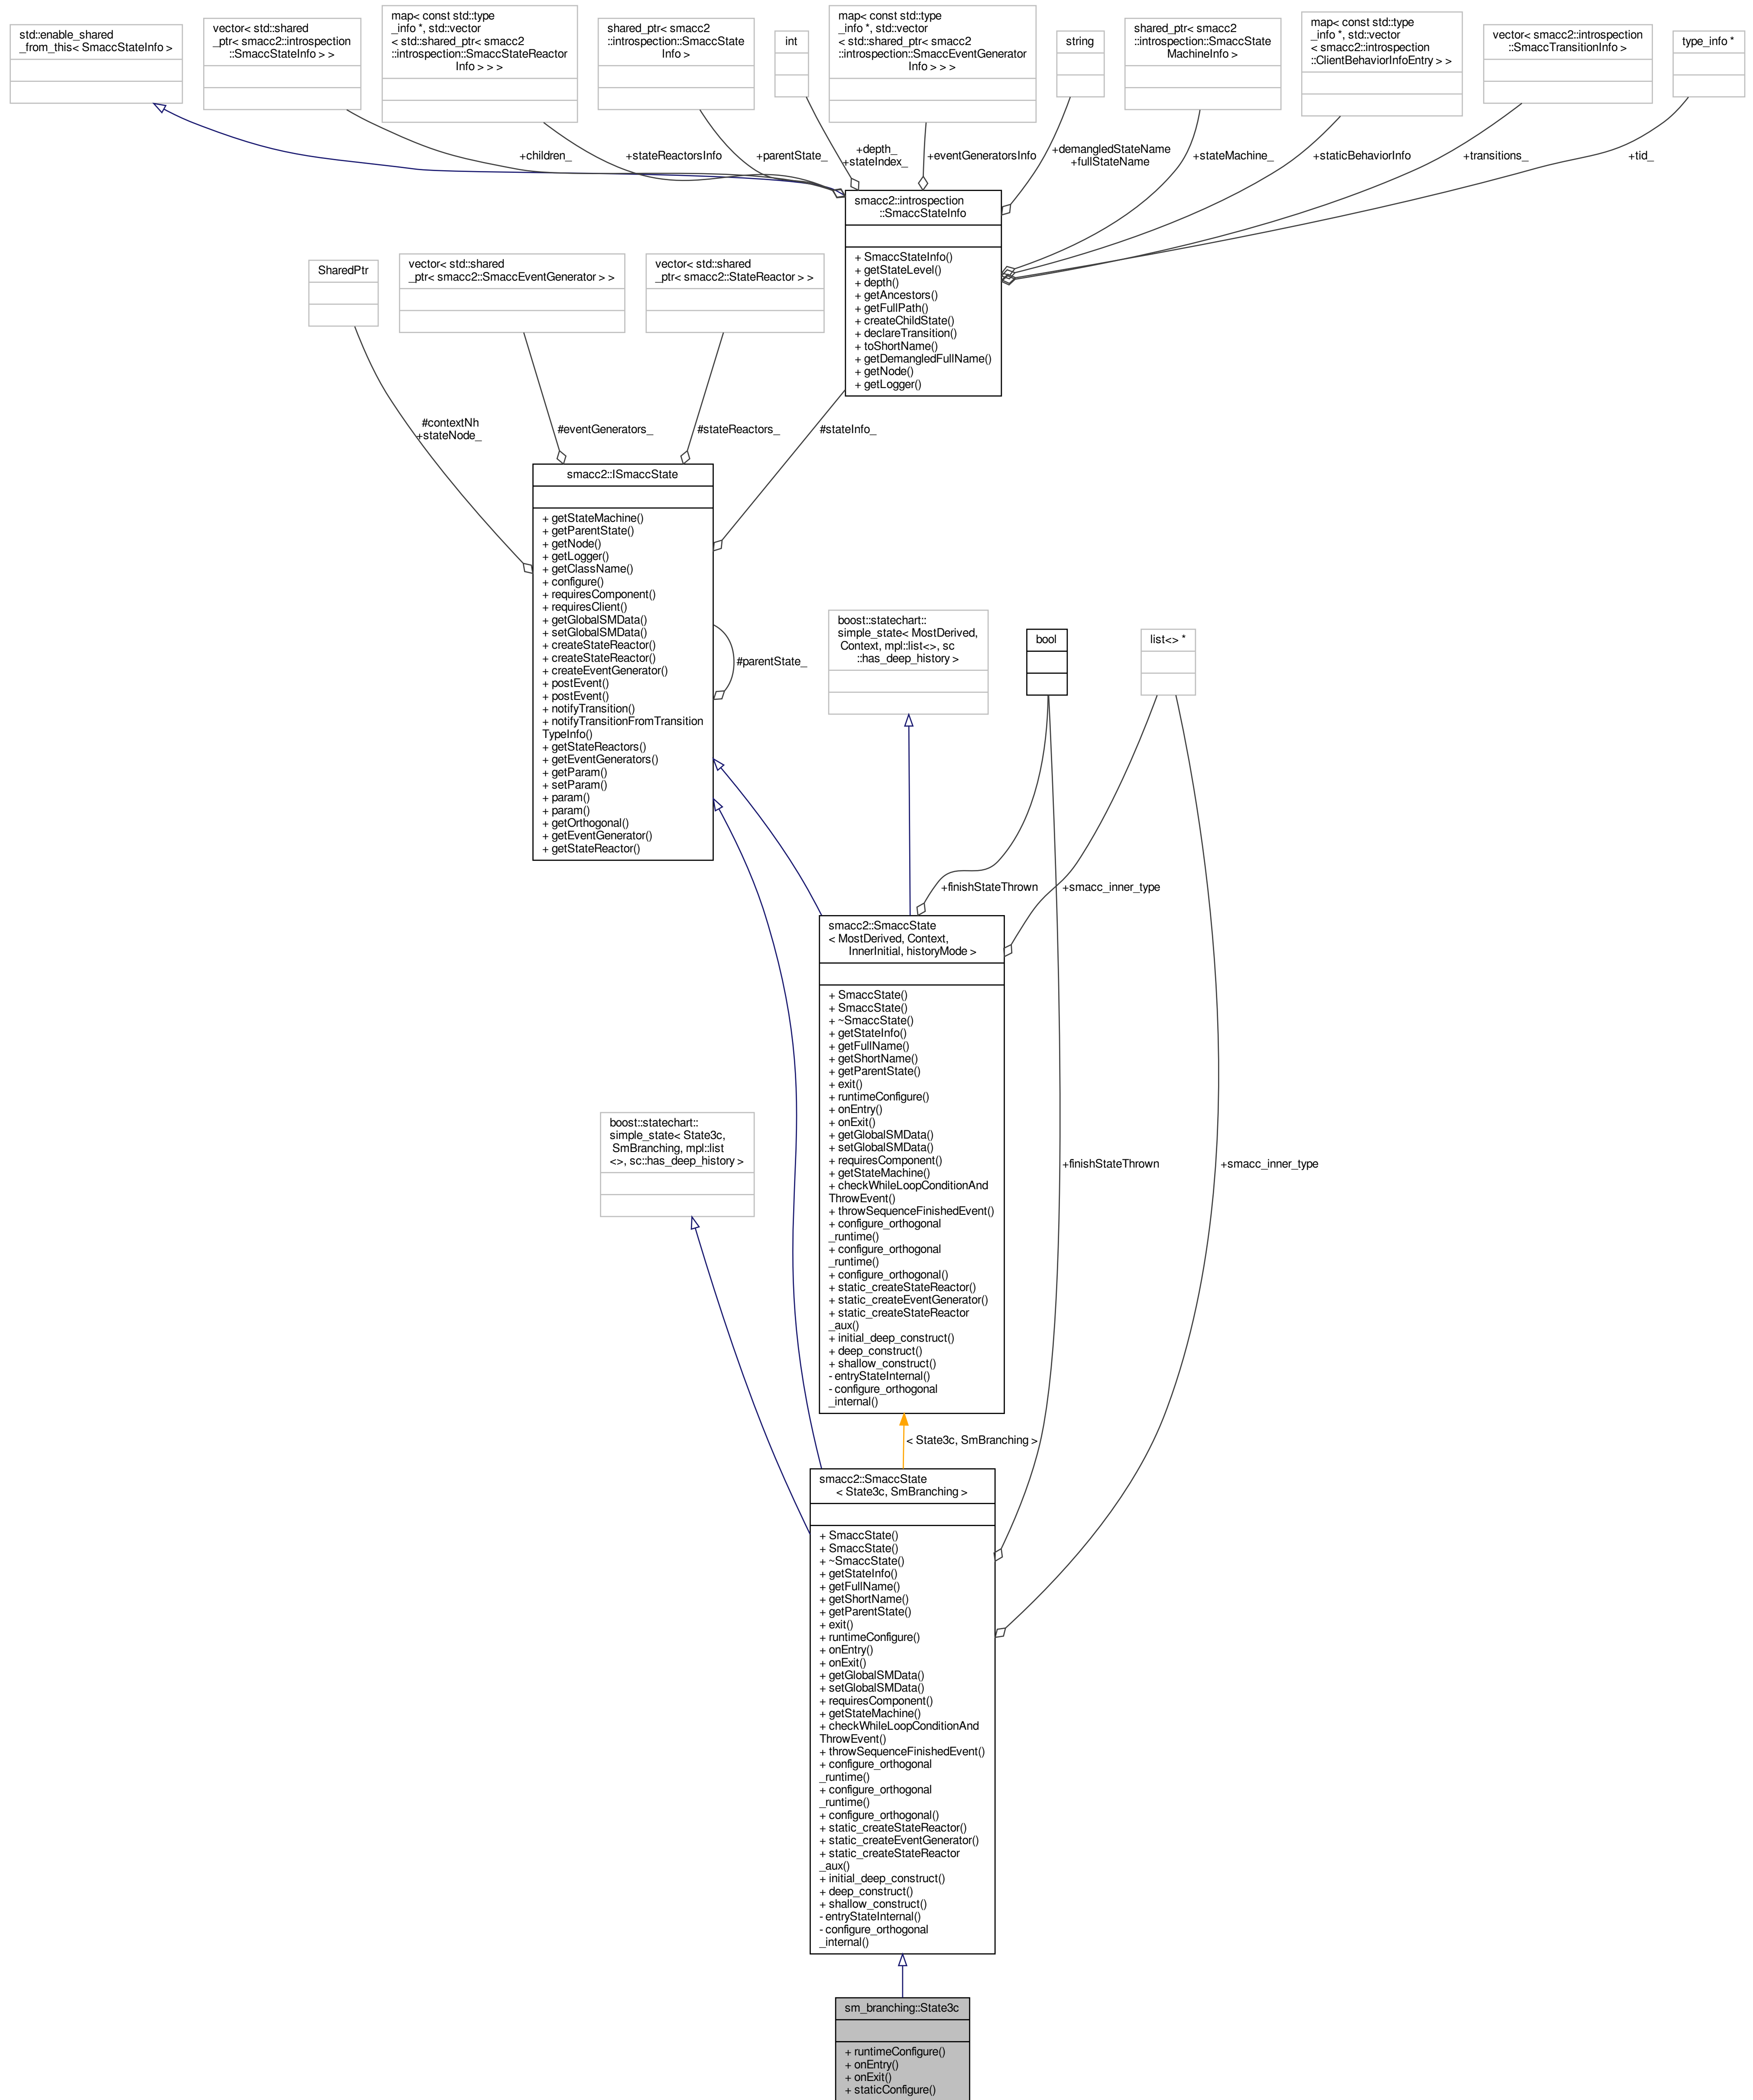 std::enable_shared
_from_this< SmaccStateInfo >
vector< std::shared
_ptr< smacc2::introspection
::SmaccStateInfo > >
map< const std::type
_info *, std::vector
< std::shared_ptr< smacc2
::introspection::SmaccStateReactor
Info > > >
shared_ptr< smacc2
::introspection::SmaccState
Info >
int
map< const std::type
_info *, std::vector
< std::shared_ptr< smacc2
::introspection::SmaccEventGenerator
Info > > >
string
shared_ptr< smacc2
::introspection::SmaccState
MachineInfo >
map< const std::type
_info *, std::vector
< smacc2::introspection
::ClientBehaviorInfoEntry > >
vector< smacc2::introspection
::SmaccTransitionInfo >
type_info *
+children_
+stateReactorsInfo
+parentState_
+depth_
+stateIndex_
+eventGeneratorsInfo
+demangledStateName
+fullStateName
+stateMachine_
+staticBehaviorInfo
+transitions_
+tid_
smacc2::introspection
::SmaccStateInfo
+ SmaccStateInfo()
+ getStateLevel()
+ depth()
+ getAncestors()
+ getFullPath()
+ createChildState()
+ declareTransition()
+ toShortName()
+ getDemangledFullName()
+ getNode()
+ getLogger()
SharedPtr
vector< std::shared
_ptr< smacc2::SmaccEventGenerator > >
vector< std::shared
_ptr< smacc2::StateReactor > >
#contextNh
+stateNode_
#eventGenerators_
#stateReactors_
#stateInfo_
smacc2::ISmaccState
+ getStateMachine()
+ getParentState()
+ getNode()
+ getLogger()
+ getClassName()
+ configure()
+ requiresComponent()
+ requiresClient()
+ getGlobalSMData()
+ setGlobalSMData()
+ createStateReactor()
+ createStateReactor()
+ createEventGenerator()
+ postEvent()
+ postEvent()
+ notifyTransition()
+ notifyTransitionFromTransition
TypeInfo()
+ getStateReactors()
+ getEventGenerators()
+ getParam()
+ setParam()
+ param()
+ param()
+ getOrthogonal()
+ getEventGenerator()
+ getStateReactor()
#parentState_
boost::statechart::
simple_state< MostDerived,
Context, mpl::list<>, sc
::has_deep_history >
bool
list<> *
+finishStateThrown
+smacc_inner_type
smacc2::SmaccState
< MostDerived, Context,
InnerInitial, historyMode >
+ SmaccState()
+ SmaccState()
+ ~SmaccState()
+ getStateInfo()
+ getFullName()
+ getShortName()
+ getParentState()
+ exit()
+ runtimeConfigure()
+ onEntry()
+ onExit()
+ getGlobalSMData()
+ setGlobalSMData()
+ requiresComponent()
+ getStateMachine()
+ checkWhileLoopConditionAnd
ThrowEvent()
+ throwSequenceFinishedEvent()
+ configure_orthogonal
_runtime()
+ configure_orthogonal
_runtime()
+ configure_orthogonal()
+ static_createStateReactor()
+ static_createEventGenerator()
+ static_createStateReactor
_aux()
+ initial_deep_construct()
+ deep_construct()
+ shallow_construct()
- entryStateInternal()
- configure_orthogonal
_internal()
boost::statechart::
simple_state< State3c,
SmBranching, mpl::list
<>, sc::has_deep_history >
+finishStateThrown
+smacc_inner_type
< State3c, SmBranching >
smacc2::SmaccState
< State3c, SmBranching >
+ SmaccState()
+ SmaccState()
+ ~SmaccState()
+ getStateInfo()
+ getFullName()
+ getShortName()
+ getParentState()
+ exit()
+ runtimeConfigure()
+ onEntry()
+ onExit()
+ getGlobalSMData()
+ setGlobalSMData()
+ requiresComponent()
+ getStateMachine()
+ checkWhileLoopConditionAnd
ThrowEvent()
+ throwSequenceFinishedEvent()
+ configure_orthogonal
_runtime()
+ configure_orthogonal
_runtime()
+ configure_orthogonal()
+ static_createStateReactor()
+ static_createEventGenerator()
+ static_createStateReactor
_aux()
+ initial_deep_construct()
+ deep_construct()
+ shallow_construct()
- entryStateInternal()
- configure_orthogonal
_internal()
sm_branching::State3c
+ runtimeConfigure()
+ onEntry()
+ onExit()
+ staticConfigure()